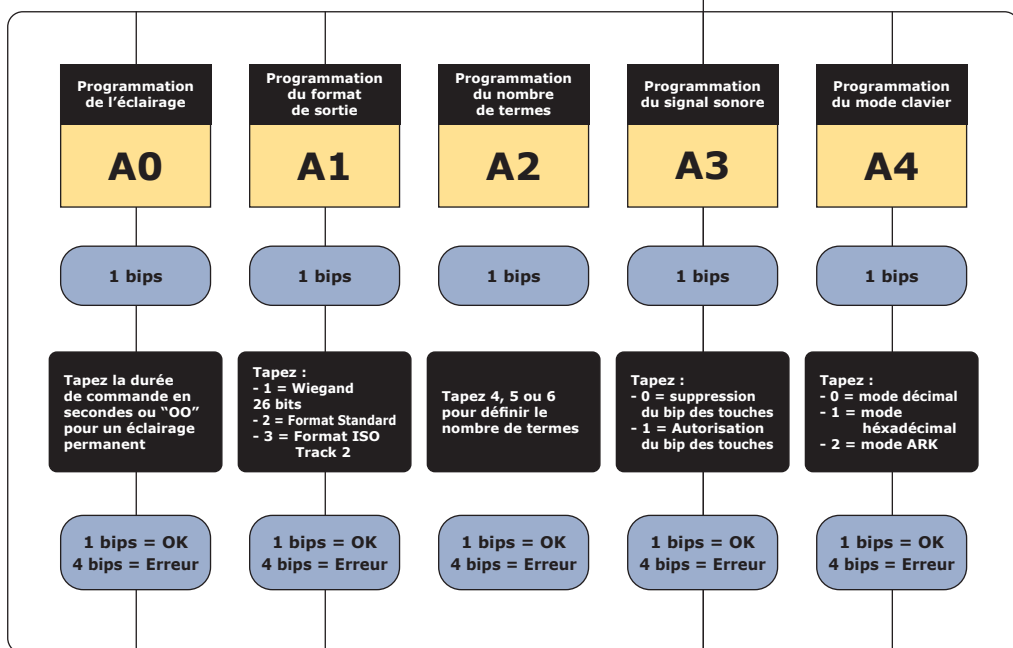 Programmation
de l'éclairage
A0
1 bips
Tapez la durée
de commande en
secondes ou “OO”
pour un éclairage
permanent
1 bips = OK
4 bips = Erreur
Programmation
du format
de sortie
A1
1 bips
Tapez :
- 1 = Wiegand
26 bits
- 2 = Format Standard
- 3 = Format ISO
Track 2
1 bips = OK
4 bips = Erreur
Programmation
du nombre
de termes
A2
1 bips
Tapez 4, 5 ou 6
pour définir le
nombre de termes
1 bips = OK
4 bips = Erreur
Programmation
du signal sonore
A3
1 bips
Tapez :
- 0 = suppression
du bip des touches
- 1 = Autorisation
du bip des touches
1 bips = OK
4 bips = Erreur
Programmation
du mode clavier
A4
1 bips
Tapez :
- 0 = mode décimal
- 1 = mode
héxadécimal
- 2 = mode ARK
1 bips = OK
4 bips = Erreur